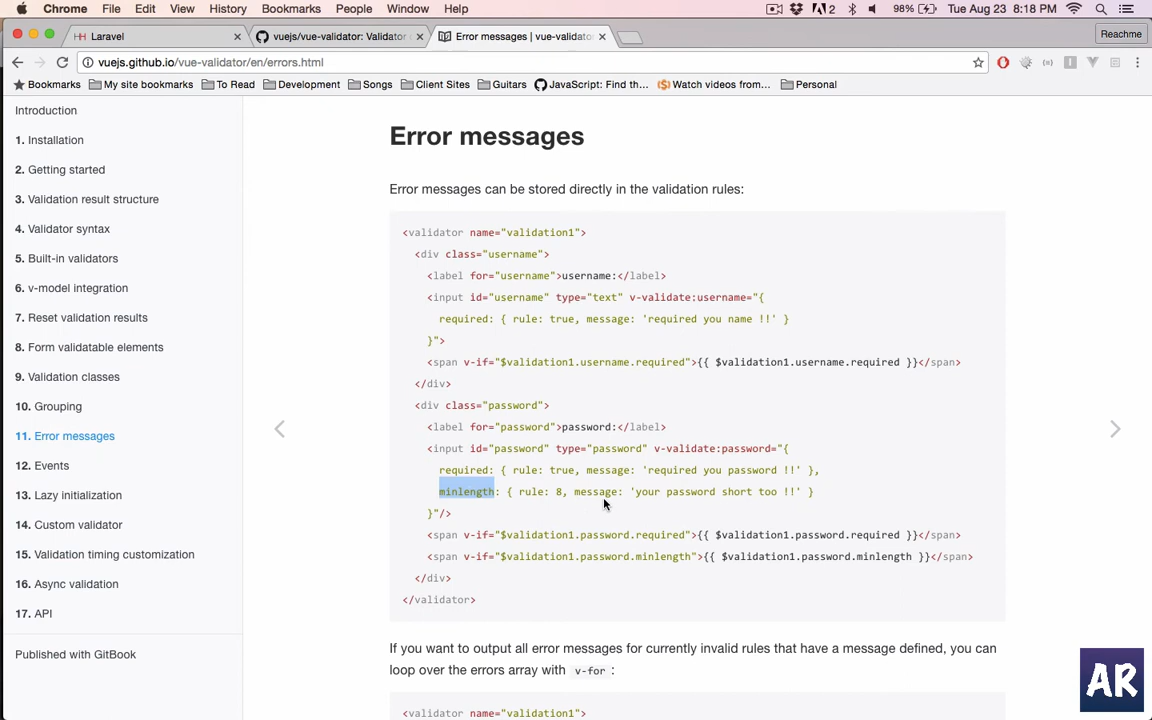 Chrome File Edit View History Bookmarks People Window Help 2 98% Tue Aug 23 8:18 PM
Laravel vuejs/vue-validator: Validator Error messages | vue-validato Reachme
vuejs.github.io/vue-validator/en/errors.html
Bookmarks My site bookmarks To Read Development Songs Client Sites Guitars JavaScript: Find th... Watch videos from... Personal
Introduction
1. Installation
2. Getting started
3. Validation result structure
4. Validator syntax
5. Built-in validators
6. v-model integration
7. Reset validation results
8. Form validatable elements
9. Validation classes
10. Grouping
11. Error messages
12. Events
13. Lazy initialization
14. Custom validator
15. Validation timing customization
16. Async validation
17. API
Published with GitBook
Error messages
Error messages can be stored directly in the validation rules:
<validator name="validation1">
<div class="username">
<label for="username">username:</label>
<input id="username" type="text" v-validate:username="{
required: { rule: true, message: 'required you name !!' }
}">
<span v-if="$validation1.username.required">{{ $validation1.username.required }}</span>
</div>
<div class="password">
<label for="password">password:</label>
<input id="password" type="password" v-validate:password="{
required: { rule: true, message: 'required you password !!' },
minlength: { rule: 8, message: 'your password short too !!' }
}"/>
<span v-if="$validation1.password.required">{{ $validation1.password.required }}</span>
<span v-if="$validation1.password.minlength">{{ $validation1.password.minlength }}</span>
</div>
</validator>
If you want to output all error messages for currently invalid rules that have a message defined, you can
loop over the errors array with v-for :
<validator name="validation1">
AR